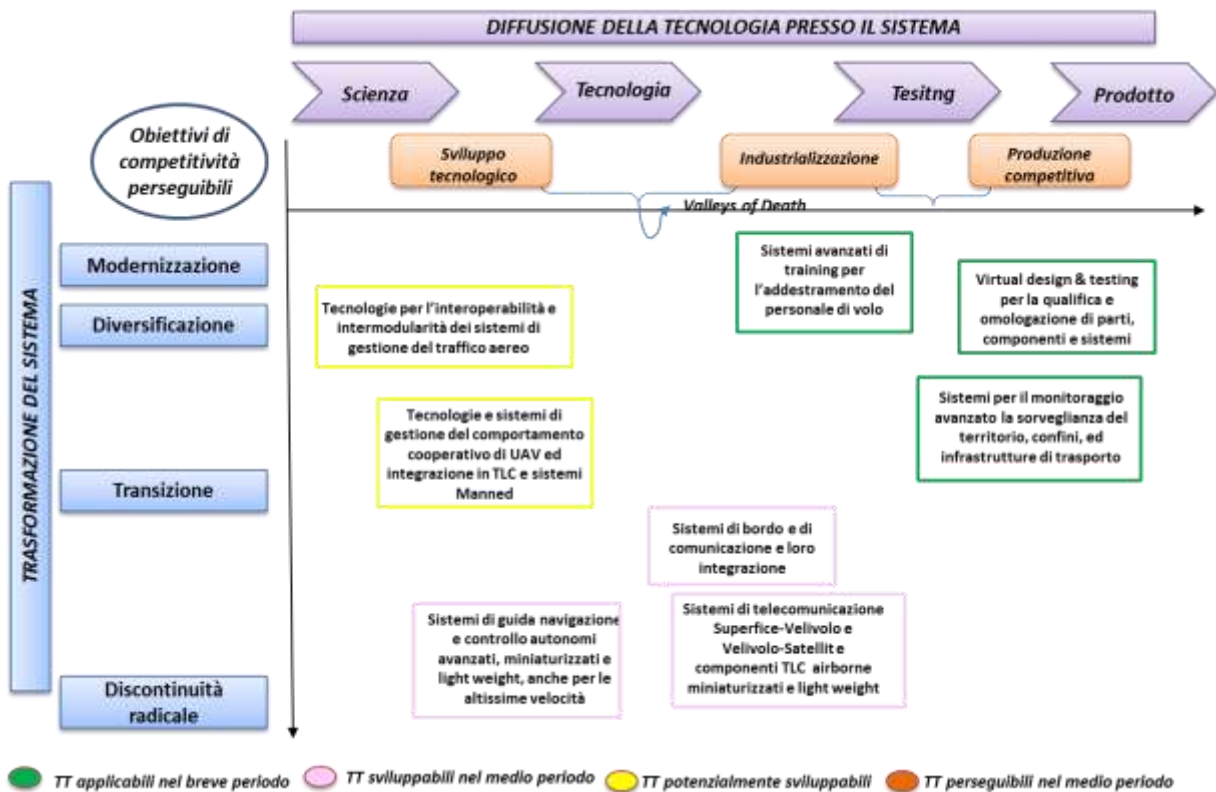 DIFFUSIONE DELLA TECNOLOGIA PRESSO IL SISTEMA
Scienza
Tecnologia
Tesitng
Prodotto
Obiettivi di
competitività
perseguibili
Sviluppo
tecnologico
Industrializzazione
Produzione
competitiva
Valleys of Death
TRASFORMAZIONE DEL SISTEMA
Modernizzazione
Diversificazione
Transizione
Discontinuità
radicale
Sistemi avanzati di
training per
l'addestramento del
personale di volo
Virtual design & testing
per la qualifica e
omologazione di parti,
componenti e sistemi
Tecnologie per l'interoperabilità e
intermodularità dei sistemi di
gestione del traffico aereo
Tecnologie e sistemi di
gestione del comportamento
cooperativo di UAV ed
integrazione in TLC e sistemi
Manned
Sistemi per il monitoraggio
avanzato la sorveglianza del
territorio, confini, ed
infrastrutture di trasporto
Sistemi di bordo e di
comunicazione e loro
integrazione
Sistemi di guida navigazione
e controllo autonomi
avanzati, miniaturizzati e
light weight, anche per le
altissime velocità
Sistemi di telecomunicazione
Superfice-Velivolo e
Velivolo-Satellit e
componenti TLC airborne
miniaturizzati e light weight
TT applicabili nel breve periodo
TT sviluppabili nel medio periodo
TT potenzialmente sviluppabili
TT perseguibili nel medio periodo